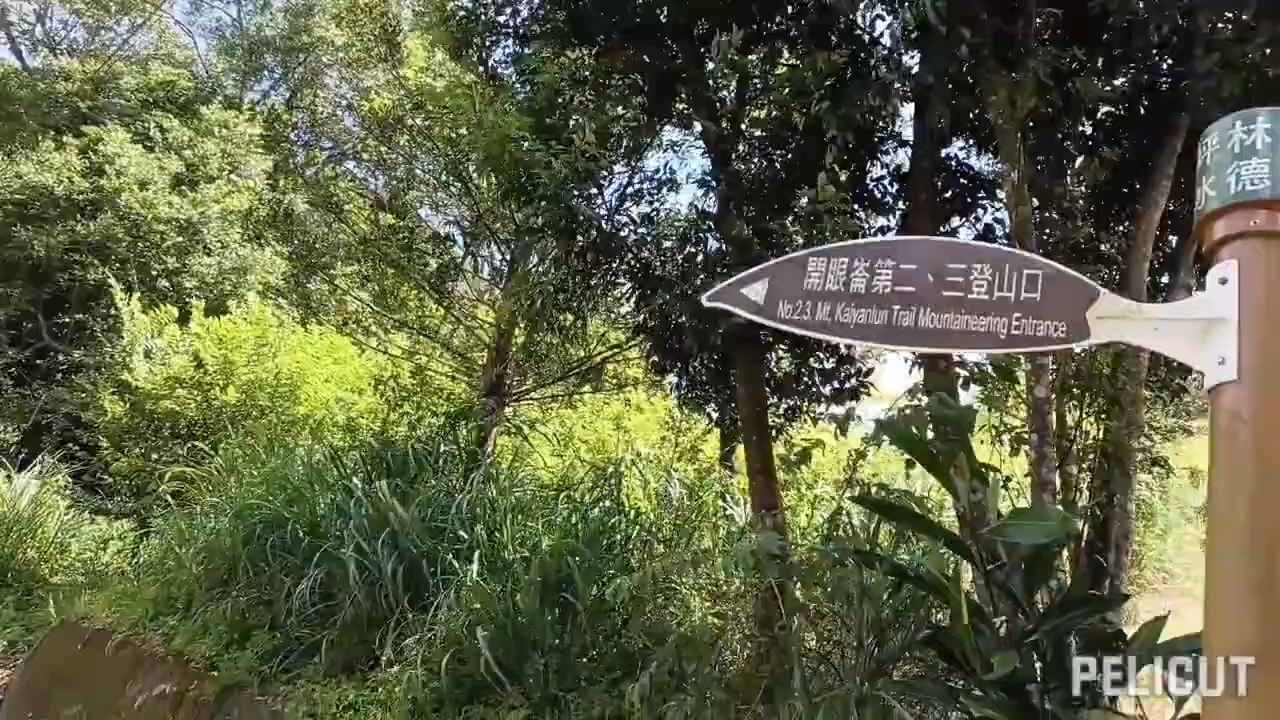 林
德
坪
水
開眼崙第二、三登山口
No.2.3. Mt. Kaiyanlun Trail Mountaineering Entrance
PELICUT